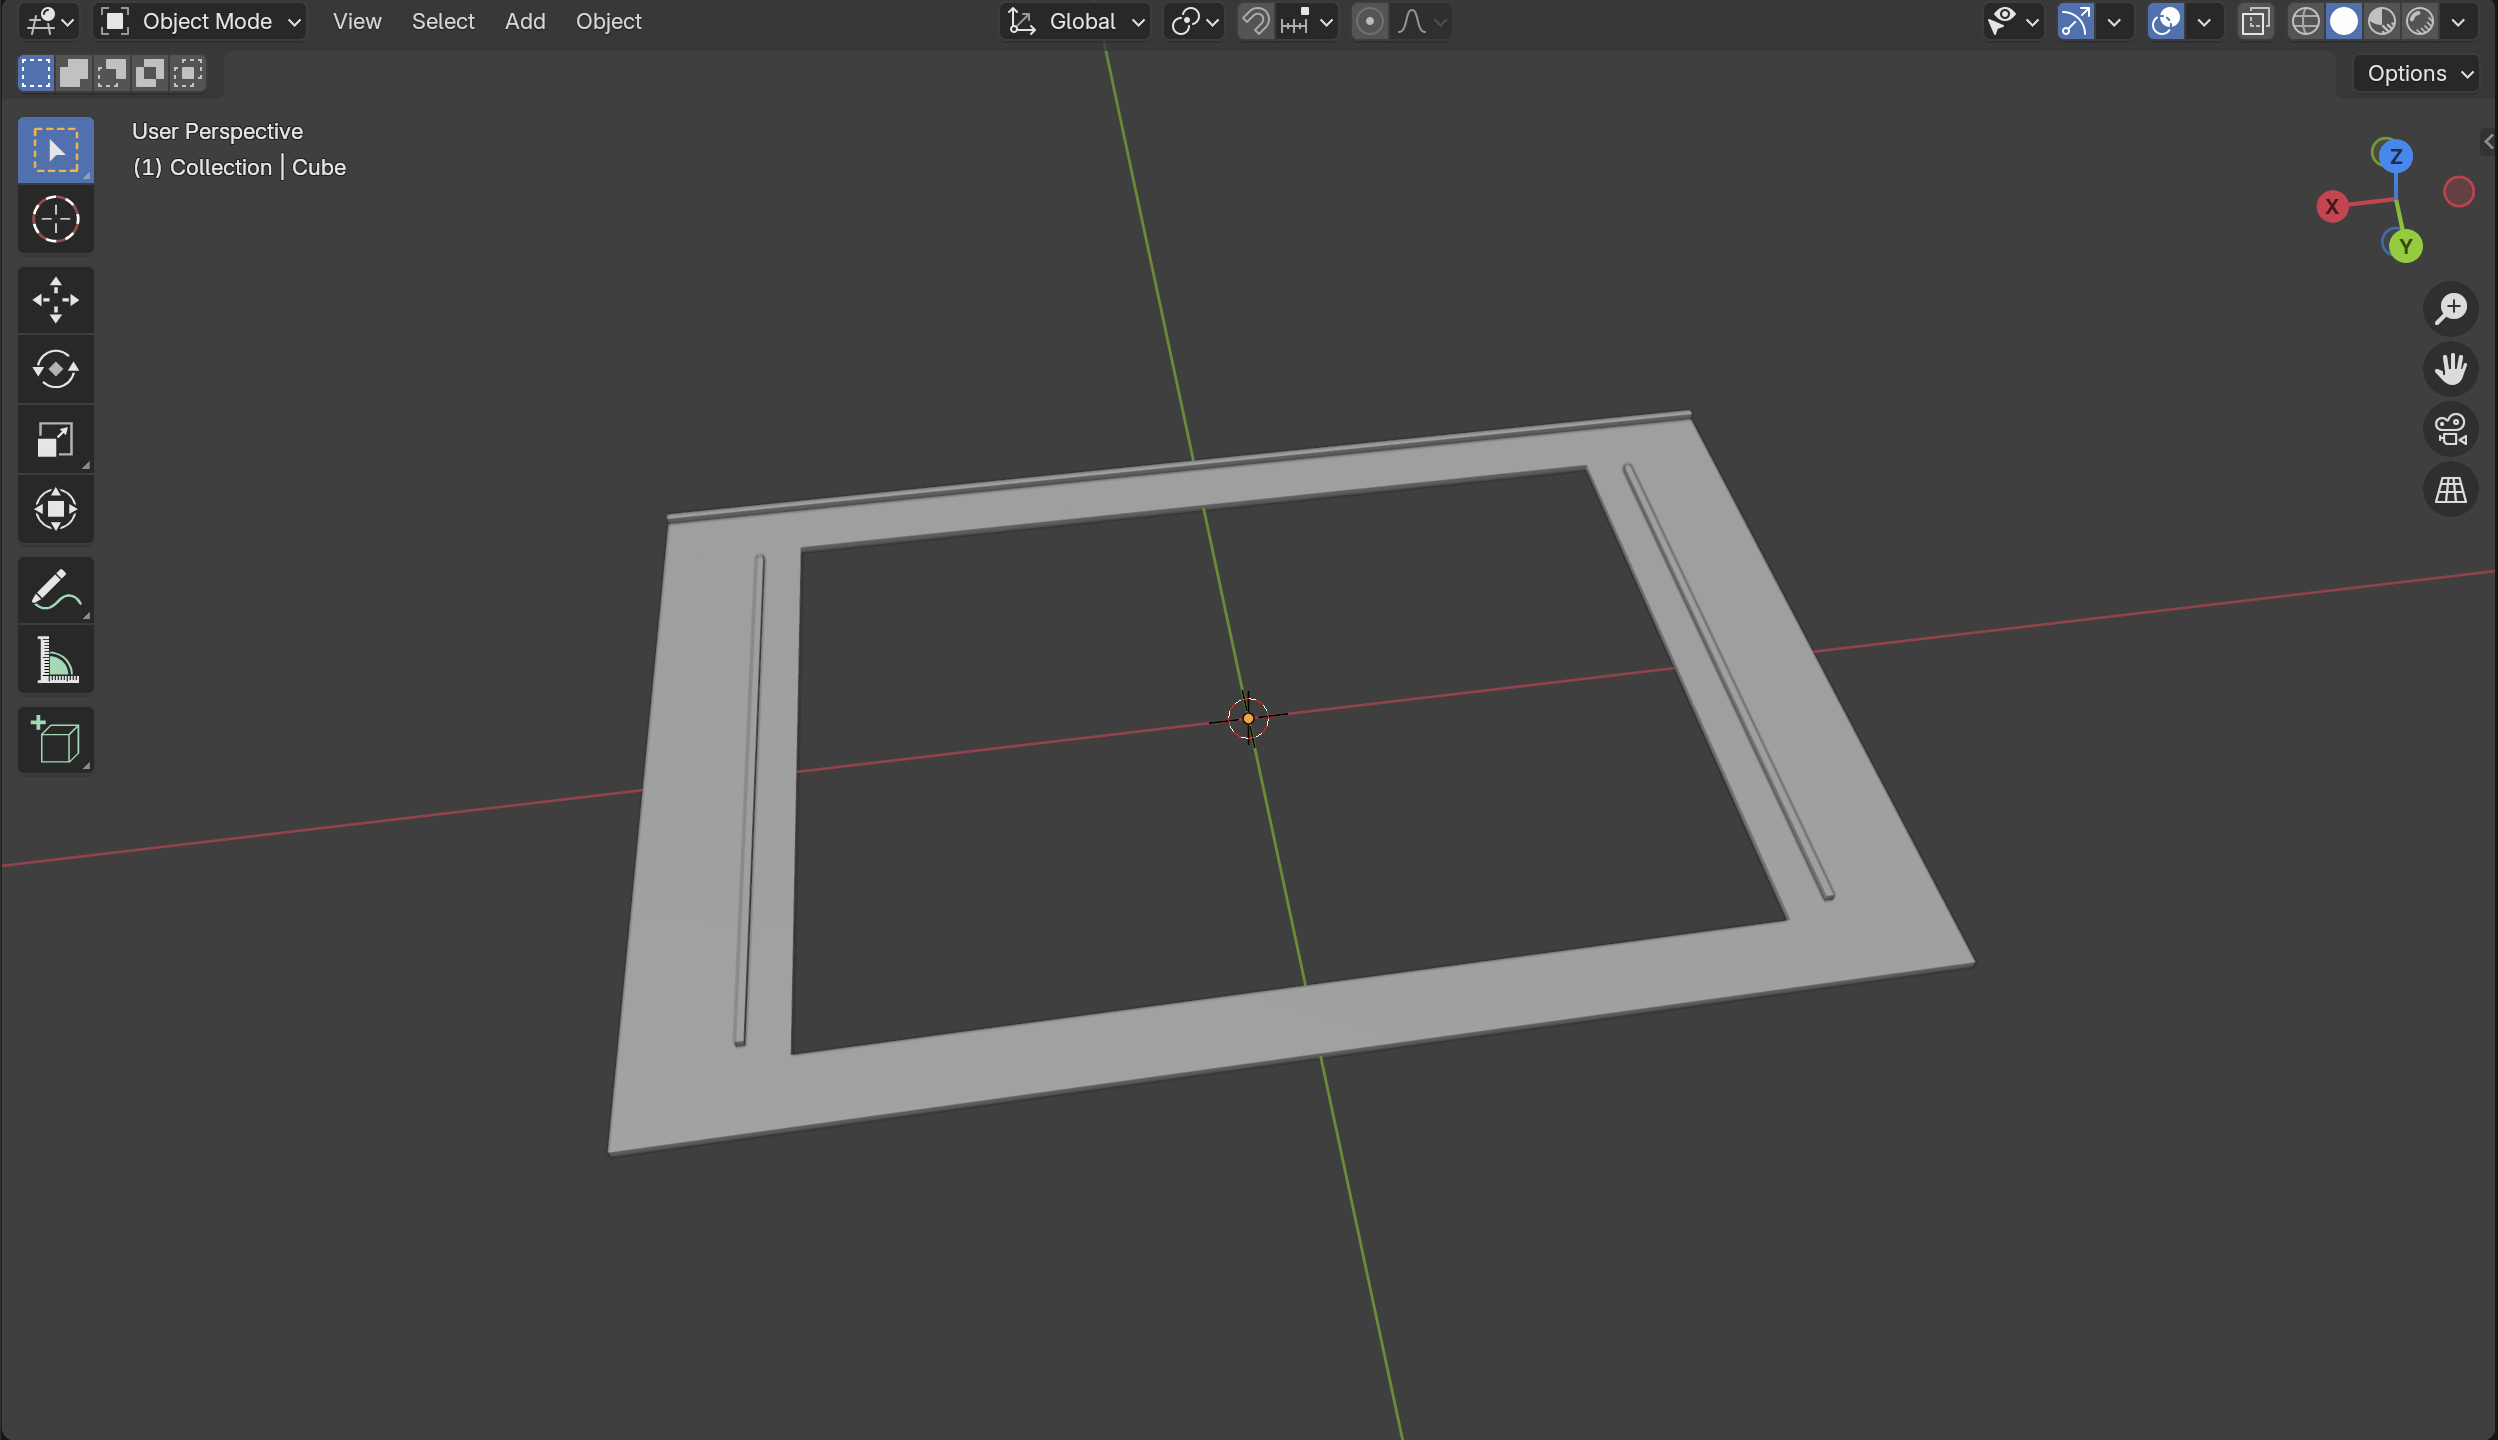 Object Mode View Select Add Object Global
Options
User Perspective
(1) Collection | Cube
Z
X
Y